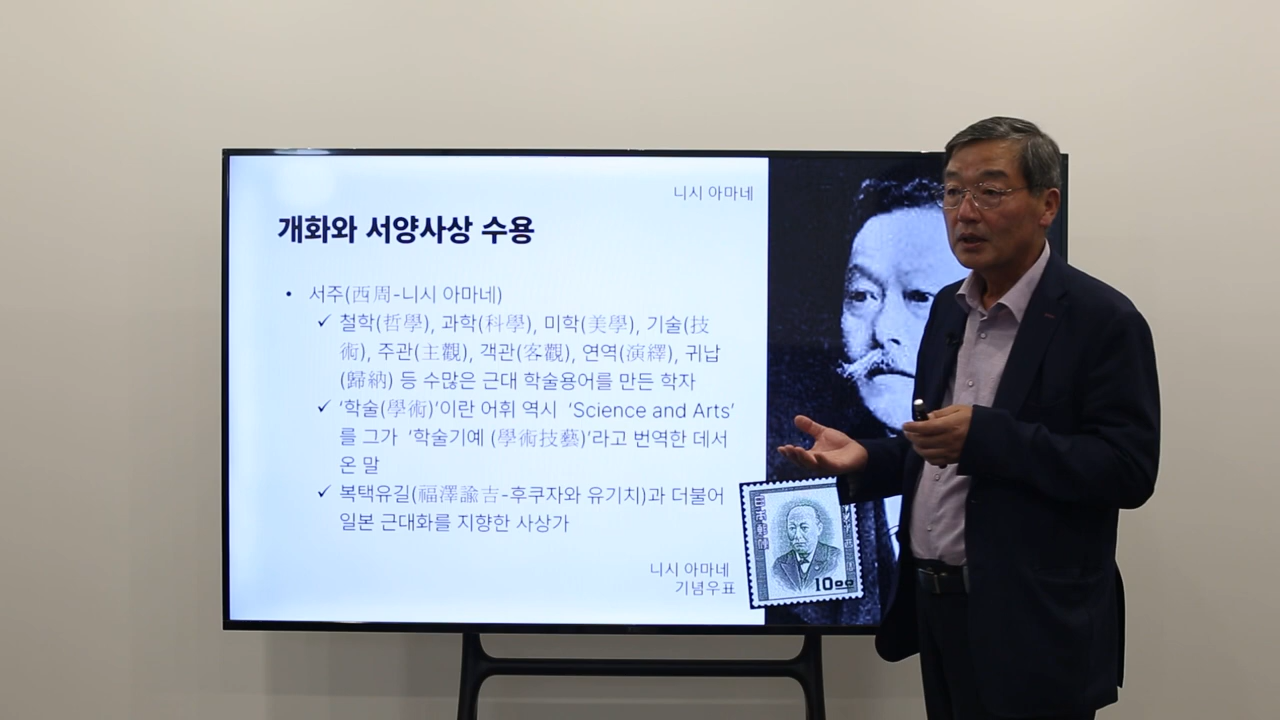 니시 아마네
개화와 서양사상 수용
• 서주(西周-니시 아마네)
✓ 철학(哲學), 과학(科學), 미학(美學), 기술(技
術), 주관(主觀), 객관(客觀), 연역(演繹), 귀납
(歸納) 등 수많은 근대 학술용어를 만든 학자
✓ ‘학술(學術)’이란 어휘 역시 ‘Science and Arts’
를 그가 ‘학술기예 (學術技藝)’라고 번역한 데서
온 말
✓ 복택유길(福澤諭吉-후쿠자와 유기치)과 더불어
일본 근대화를 지향한 사상가
니시 아마네
기념우표
日本郵便
1000